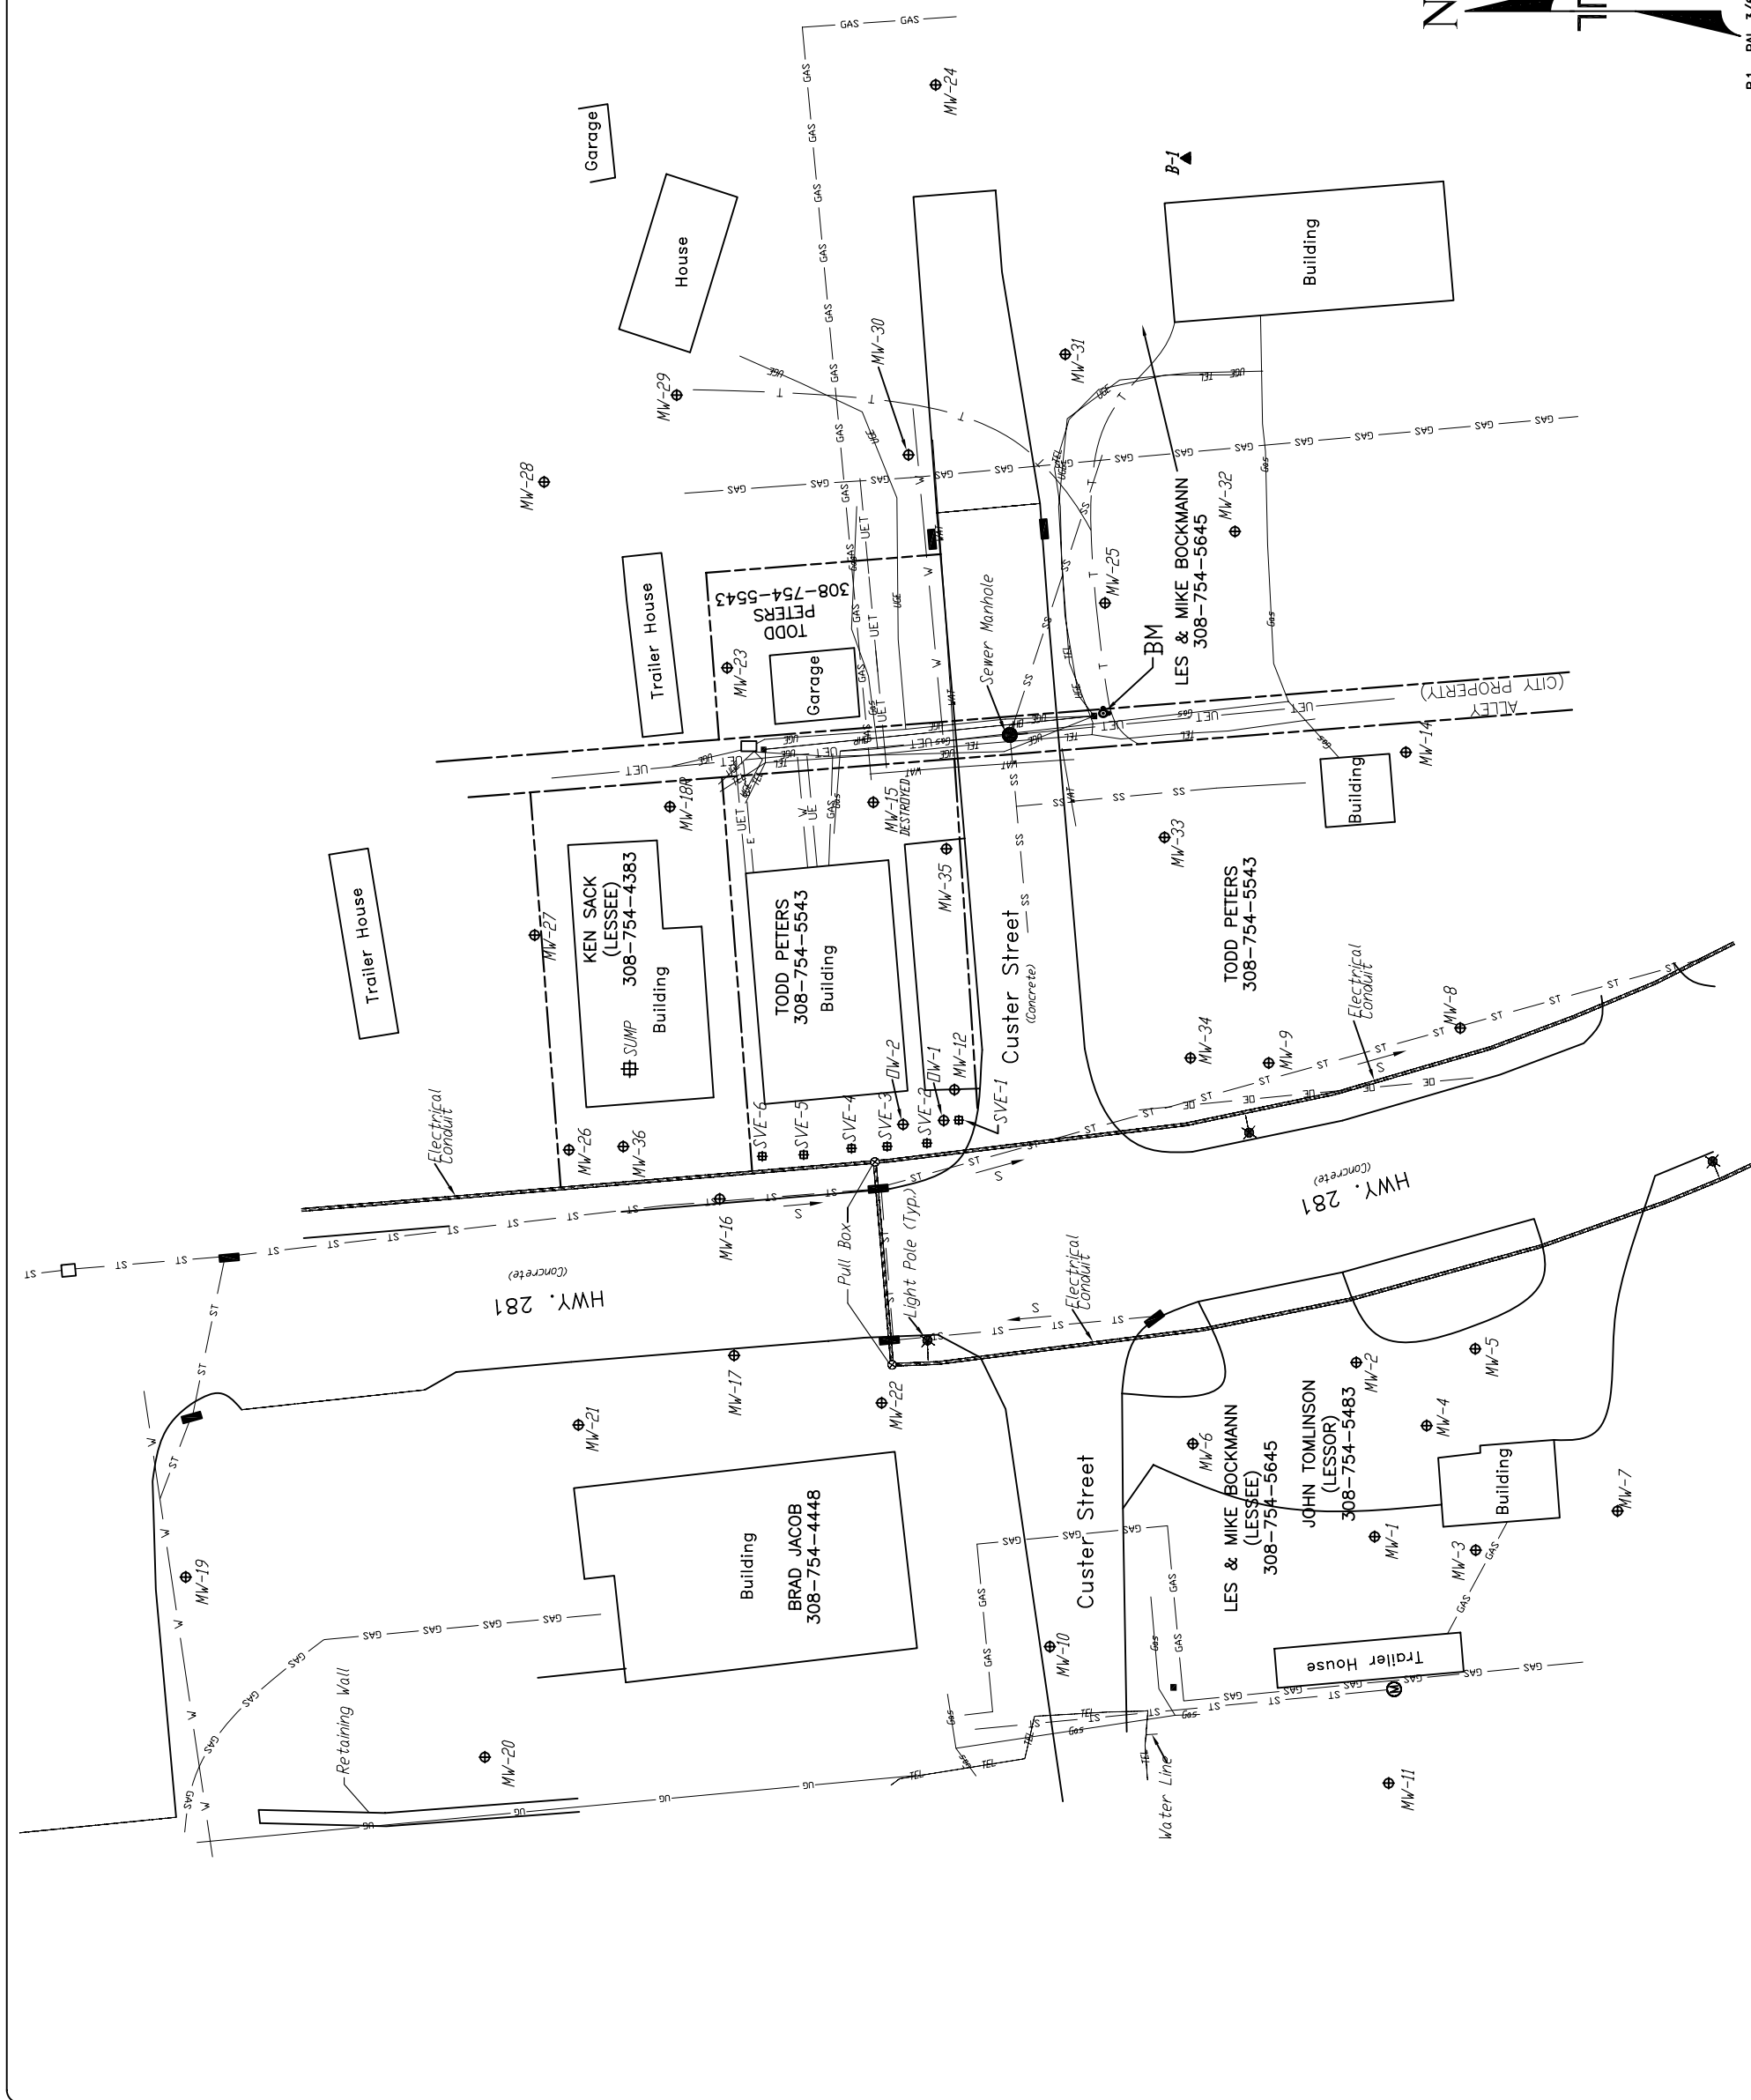 GAS GAS
N
MW-24
Garage
B-1
House
Building
MW-30
MW-31
MW-29
MW-28
MW-32
LES & MIKE BOCKMANN
308-754-5645
MW-25
BM
Sewer Manhole
Trailer House
TODD
PETERS
308-754-5543
MW-23
Garage
ALLEY
(CITY PROPERTY)
MW-14
Building
MW-18R
MW-15
DESTROYED
MW-33
MW-35
Trailer House
MW-27
KEN SACK
(LESSEE)
308-754-4383
Building
SUMP
TODD PETERS
308-754-5543
Building
Custer Street
(Concrete)
TODD PETERS
308-754-5543
Electrical
Conduit
MW-8
MW-34
MW-9
OW-2
OW-1
MW-12
SVE-1
SVE-2
SVE-3
SVE-4
SVE-5
SVE-6
MW-26
MW-36
Electrical
Conduit
MW-16
Pull Box
Light Pole (Typ.)
HWY. 281
(Concrete)
HWY. 281
(Concrete)
Electrical
Conduit
MW-17
MW-21
MW-22
MW-2
MW-5
MW-4
MW-6
MW-7
MW-1
MW-3
Building
LES & MIKE BOCKMANN
(LESSEE)
308-754-5645
JOHN TOMLINSON
(LESSOR)
308-754-5483
Custer Street
Building
BRAD JACOB
308-754-4448
MW-19
MW-10
Trailer House
Retaining Wall
MW-20
Water Line
MW-11